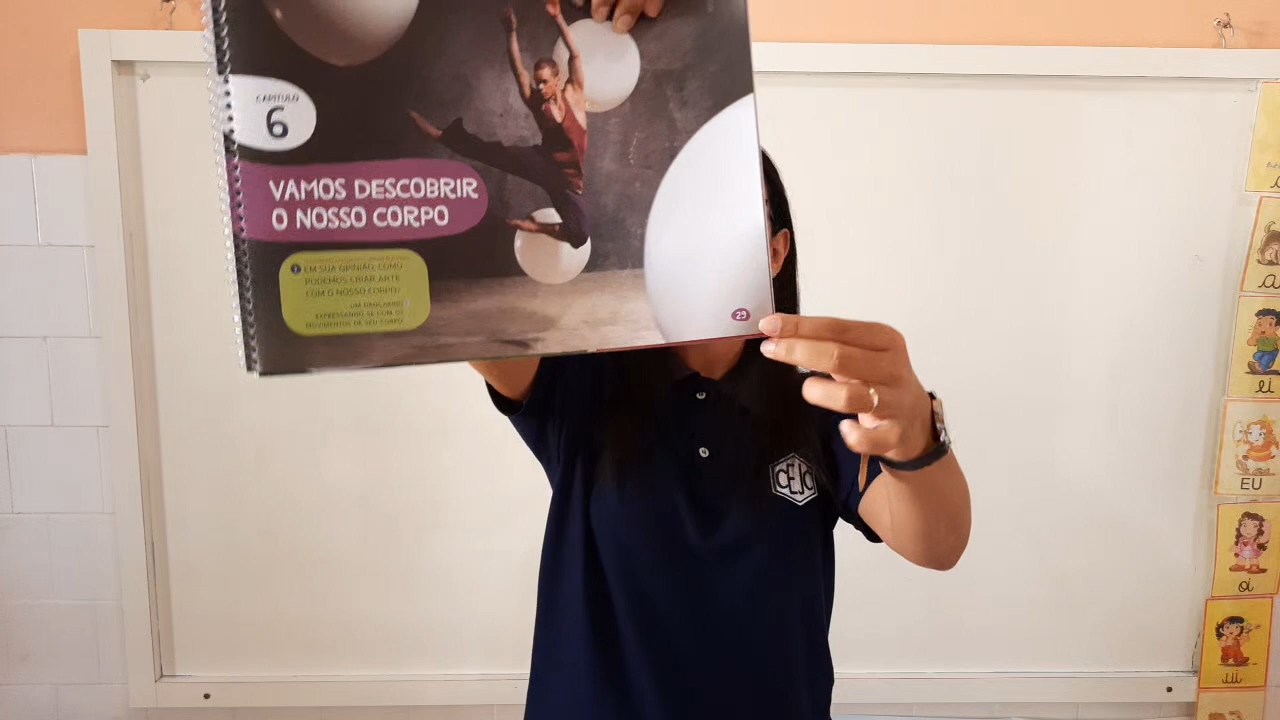 CAPÍTULO
6
VAMOS DESCOBRIR
O NOSSO CORPO
EM SUA OPINIÃO, COMO
PODEMOS CRIAR ARTE
COM O NOSSO CORPO?
UM DANÇARINO
EXPRESSANDO-SE COM OS
MOVIMENTOS DE SEU CORPO.
29
CEJC
ei
EU
oi